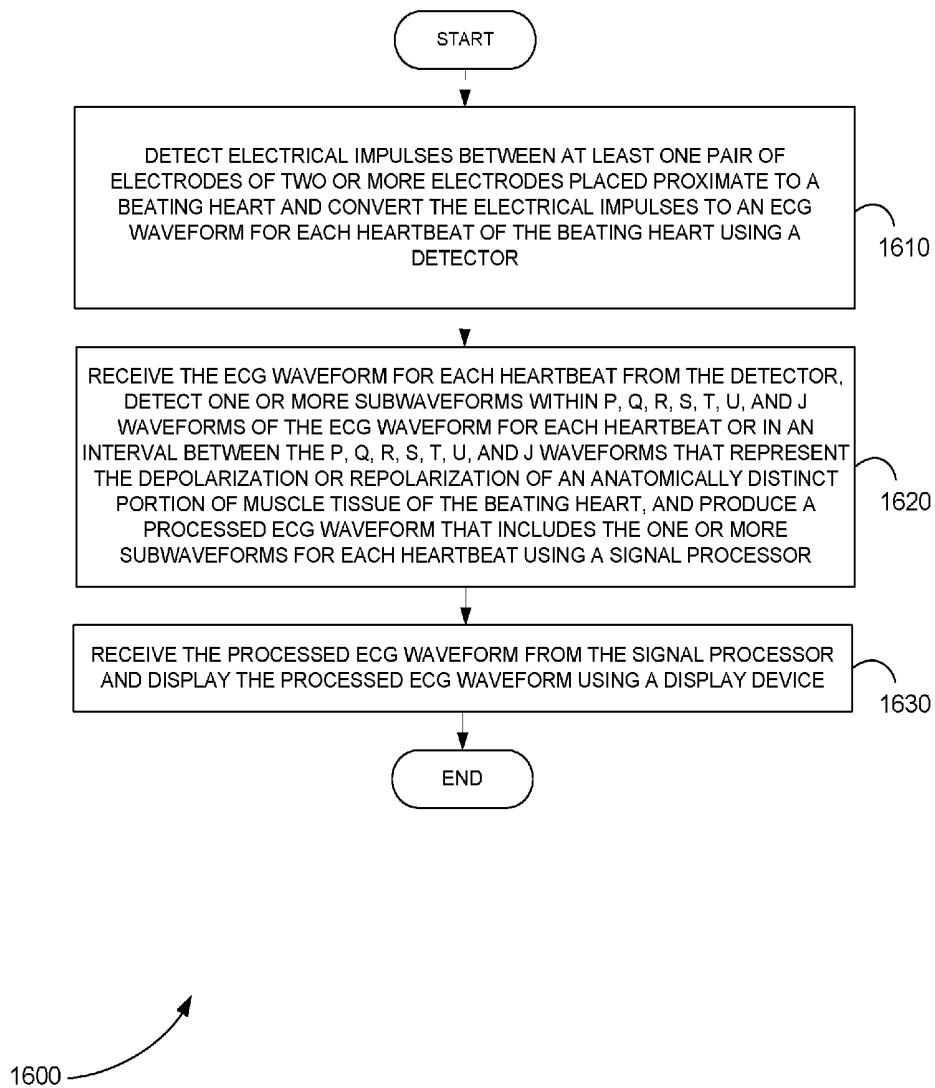 START
DETECT ELECTRICAL IMPULSES BETWEEN AT LEAST ONE PAIR OF
ELECTRODES OF TWO OR MORE ELECTRODES PLACED PROXIMATE TO A
BEATING HEART AND CONVERT THE ELECTRICAL IMPULSES TO AN ECG
WAVEFORM FOR EACH HEARTBEAT OF THE BEATING HEART USING A
DETECTOR
1610
RECEIVE THE ECG WAVEFORM FOR EACH HEARTBEAT FROM THE DETECTOR,
DETECT ONE OR MORE SUBWAVEFORMS WITHIN P, Q, R, S, T, U, AND J
WAVEFORMS OF THE ECG WAVEFORM FOR EACH HEARTBEAT OR IN AN
INTERVAL BETWEEN THE P, Q, R, S, T, U, AND J WAVEFORMS THAT REPRESENT
THE DEPOLARIZATION OR REPOLARIZATION OF AN ANATOMICALLY DISTINCT
PORTION OF MUSCLE TISSUE OF THE BEATING HEART, AND PRODUCE A
PROCESSED ECG WAVEFORM THAT INCLUDES THE ONE OR MORE
SUBWAVEFORMS FOR EACH HEARTBEAT USING A SIGNAL PROCESSOR
1620
RECEIVE THE PROCESSED ECG WAVEFORM FROM THE SIGNAL PROCESSOR
AND DISPLAY THE PROCESSED ECG WAVEFORM USING A DISPLAY DEVICE
1630
END
1600